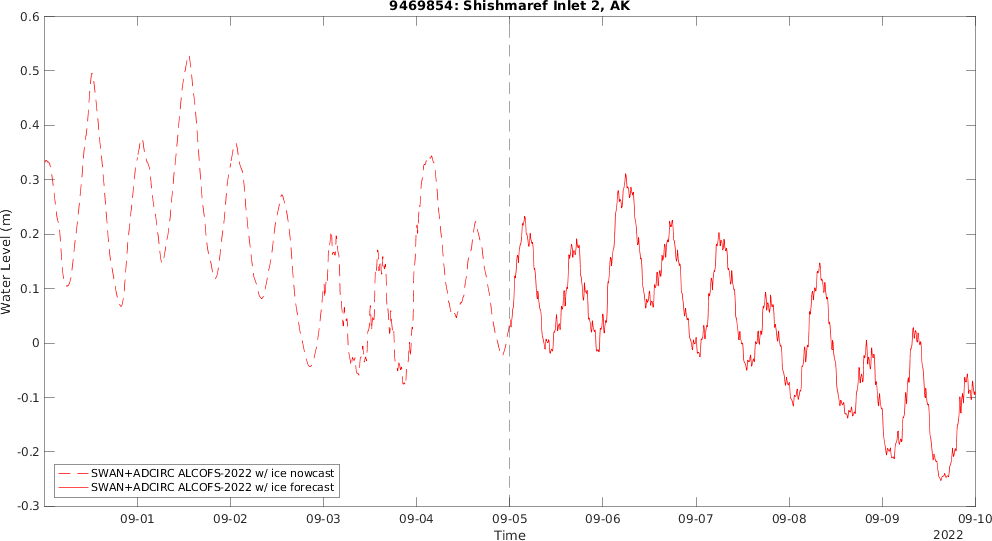 9469854: Shishmaref Inlet 2, AK
0.6
0.5
0.4
0.3
0.2
0.1
0
-0.1
-0.2
-0.3
Water Level (m)
SWAN+ADCIRC ALCOFS-2022 w/ ice nowcast
SWAN+ADCIRC ALCOFS-2022 w/ ice forecast
09-01 09-02 09-03 09-04 09-05 09-06 09-07 09-08 09-09 09-10
Time
2022